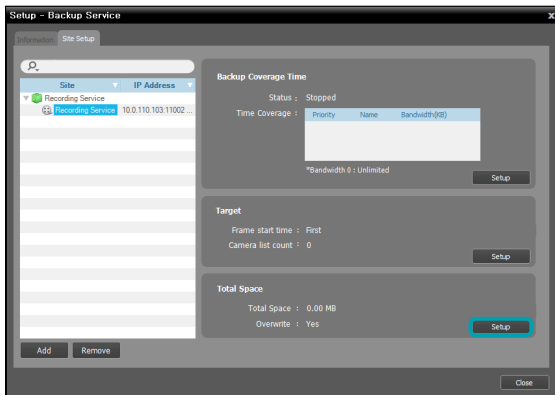 Setup - Backup Service
x
Information
Site Setup
Site
IP Address
Recording Service
Recording Service 10.0.110.103:11002 ...
Add
Remove
Backup Coverage Time
Status : Stopped
Time Coverage :
Priority Name Bandwidth(KB)
*Bandwidth 0 : Unlimited
Setup
Target
Frame start time : First
Camera list count : 0
Setup
Total Space
Total Space : 0.00 MB
Overwrite : Yes
Setup
Close